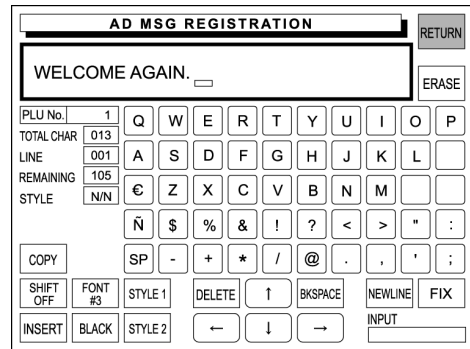 AD MSG REGISTRATION
RETURN
WELCOME AGAIN.
ERASE
PLU No. 1
TOTAL CHAR 013
LINE 001
REMAINING 105
STYLE N/N
Q W E R T Y U I O P
A S D F G H J K L
€ Z X C V B N M
Ñ $ % & ! ? < > " :
COPY
SP - + * / @ . , ' ;
SHIFT OFF
FONT #3
STYLE 1
DELETE
↑
BKSPACE
NEWLINE
FIX
INSERT
BLACK
STYLE 2
← ↓ →
INPUT